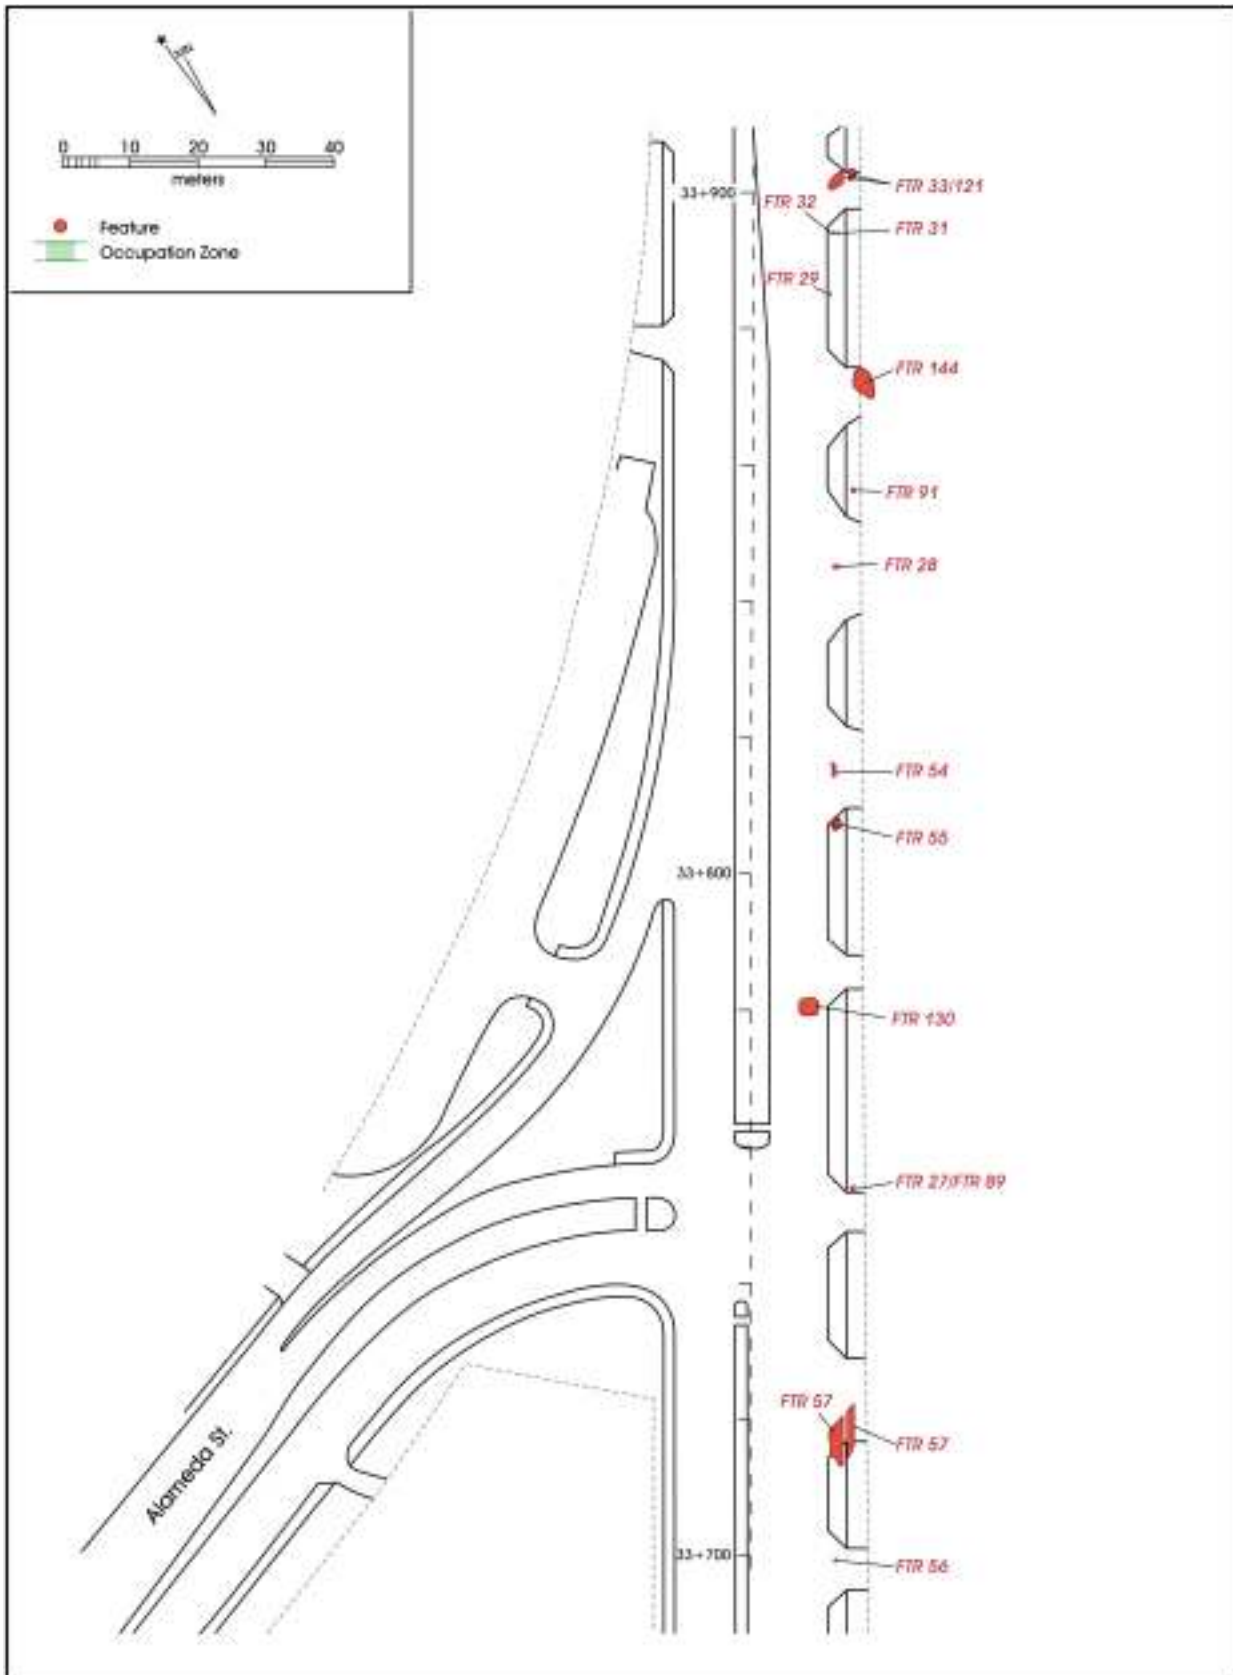 MN
0 10 20 30 40
meters
Feature
Occupation Zone
33+900
FTR 33/121
FTR 32
FTR 31
FTR 29
FTR 144
FTR 91
FTR 28
FTR 54
FTR 55
33+800
FTR 130
FTR 27/FTR 89
FTR 57
FTR 57
Alameda St.
33+700
FTR 56